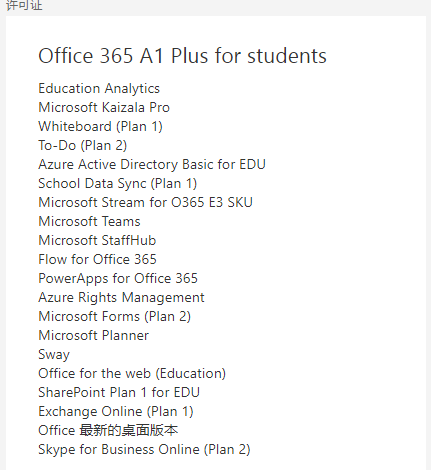 许可证
Office 365 A1 Plus for students
Education Analytics
Microsoft Kaizala Pro
Whiteboard (Plan 1)
To-Do (Plan 2)
Azure Active Directory Basic for EDU
School Data Sync (Plan 1)
Microsoft Stream for O365 E3 SKU
Microsoft Teams
Microsoft StaffHub
Flow for Office 365
PowerApps for Office 365
Azure Rights Management
Microsoft Forms (Plan 2)
Microsoft Planner
Sway
Office for the web (Education)
SharePoint Plan 1 for EDU
Exchange Online (Plan 1)
Office 最新的桌面版本
Skype for Business Online (Plan 2)